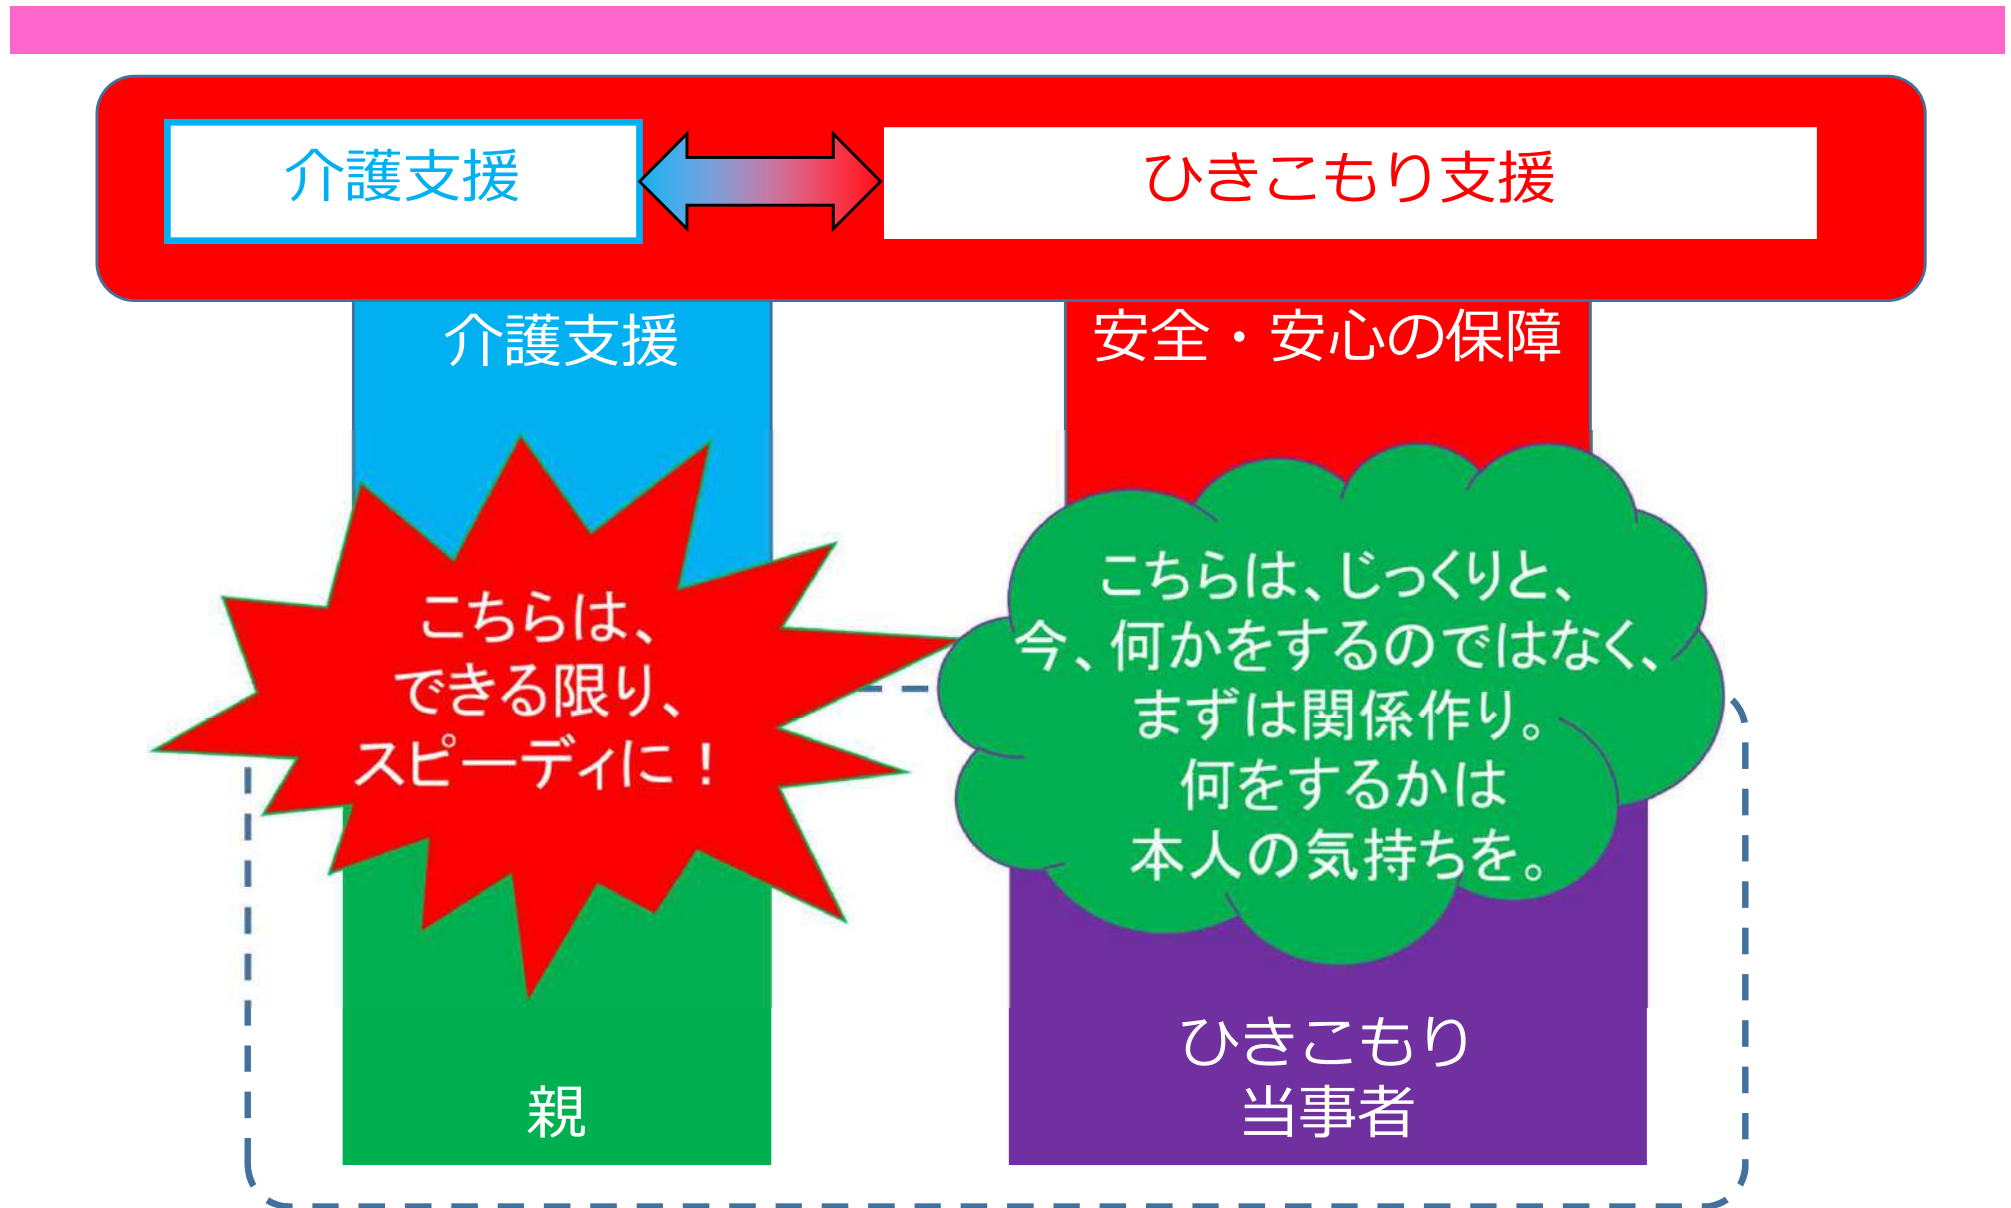 介護支援
ひきこもり支援
介護支援
安全・安心の保障
こちらは、
できる限り、
スピーディに！
こちらは、じっくりと、
今、何かをするのではなく、
まずは関係作り。
何をするかは
本人の気持ちを。
親
ひきこもり
当事者